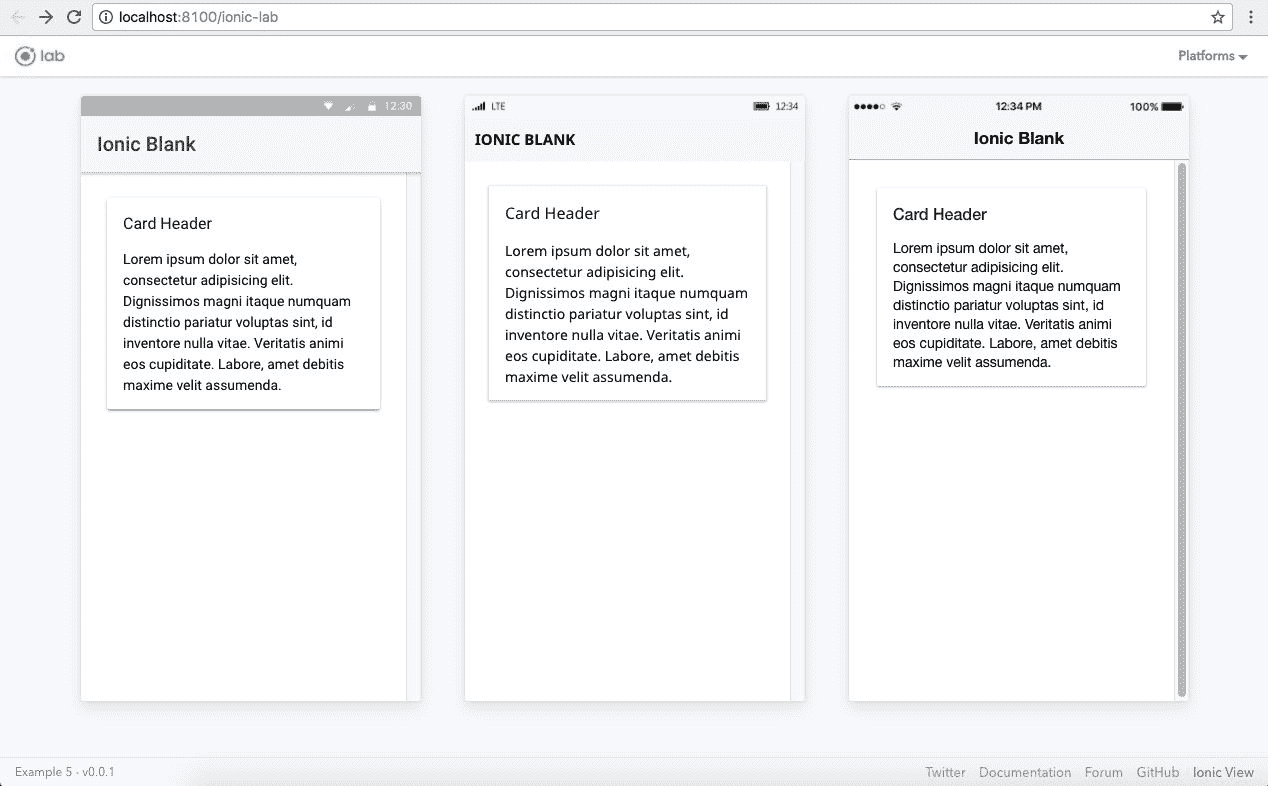 localhost:8100/ionic-lab
lab
Platforms
12:30
Ionic Blank
Card Header
Lorem ipsum dolor sit amet,
consectetur adipisicing elit.
Dignissimos magni itaque numquam
distinctio pariatur voluptas sint, id
inventore nulla vitae. Veritatis animi
eos cupiditate. Labore, amet debitis
maxime velit assumenda.
LTE
12:34
IONIC BLANK
Card Header
Lorem ipsum dolor sit amet,
consectetur adipisicing elit.
Dignissimos magni itaque numquam
distinctio pariatur voluptas sint, id
inventore nulla vitae. Veritatis animi
eos cupiditate. Labore, amet debitis
maxime velit assumenda.
12:34 PM
100%
Ionic Blank
Card Header
Lorem ipsum dolor sit amet,
consectetur adipisicing elit.
Dignissimos magni itaque numquam
distinctio pariatur voluptas sint, id
inventore nulla vitae. Veritatis animi
eos cupiditate. Labore, amet debitis
maxime velit assumenda.
Example 5 - v0.0.1
Twitter Documentation Forum GitHub Ionic View